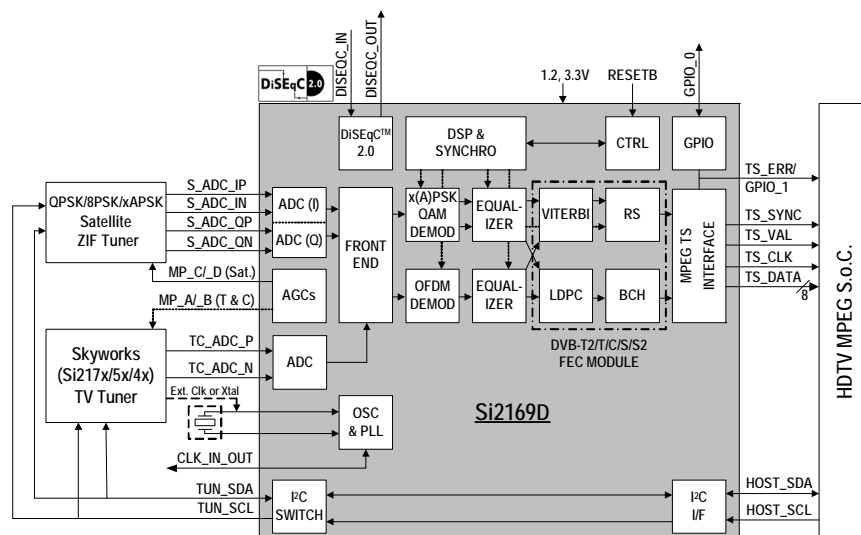 DiSEqC 2.0
DISEQC_IN
DISEQC_OUT
1.2, 3.3V
RESETB
GPIO_0
DiSEqC™
2.0
DSP &
SYNCHRO
CTRL
GPIO
TS_ERR/
GPIO_1
QPSK/8PSK/xAPSK
Satellite
ZIF Tuner
S_ADC_IP
S_ADC_IN
S_ADC_QP
S_ADC_QN
ADC (I)
ADC (Q)
FRONT
END
x(A)PSK
QAM
DEMOD
EQUAL-
IZER
VITERBI
RS
MPEG TS
INTERFACE
TS_SYNC
TS_VAL
TS_CLK
TS_DATA
8
MP_C/_D (Sat.)
MP_A/_B (T & C)
AGCs
OFDM
DEMOD
EQUAL-
IZER
LDPC
BCH
DVB-T2/T/C/S/S2
FEC MODULE
Skyworks
(Si217x/5x/4x)
TV Tuner
TC_ADC_P
TC_ADC_N
ADC
Ext. Clk or Xtal
OSC
& PLL
Si2169D
CLK_IN_OUT
TUN_SDA
TUN_SCL
I²C
SWITCH
I²C
I/F
HOST_SDA
HOST_SCL
HDTV MPEG S.o.C.